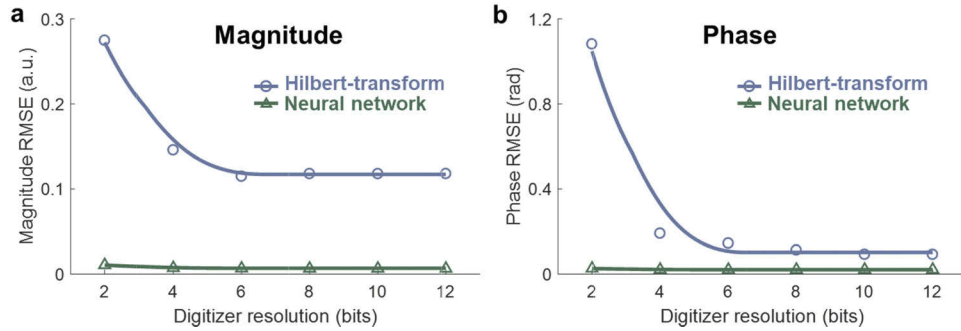 a
Magnitude
0.3
0.2
0.1
0
Magnitude RMSE (a.u.)
Hilbert-transform
Neural network
2 4 6 8 10 12
Digitizer resolution (bits)
b
Phase
1.2
0.8
0.4
0
Phase RMSE (rad)
Hilbert-transform
Neural network
2 4 6 8 10 12
Digitizer resolution (bits)